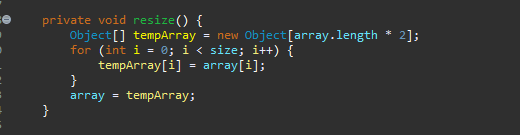 private void resize() {
    Object[] tempArray = new Object[array.length * 2];
    for (int i = 0; i < size; i++) {
        tempArray[i] = array[i];
    }
    array = tempArray;
}